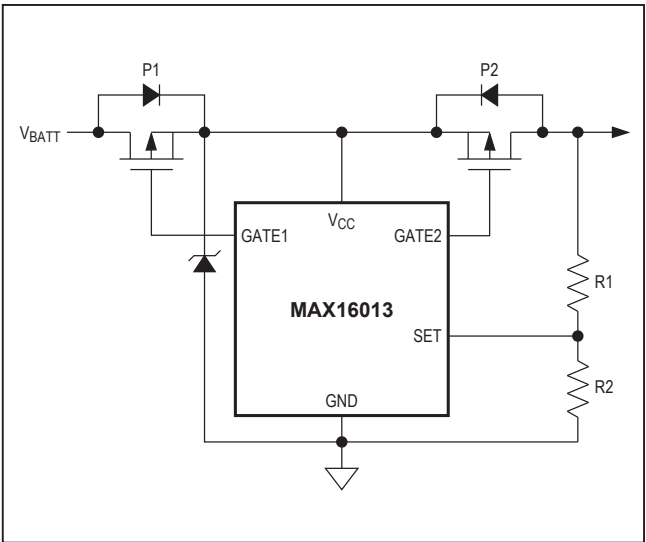 P1
P2
VBATT
VCC
GATE1
GATE2
R1
MAX16013
SET
R2
GND